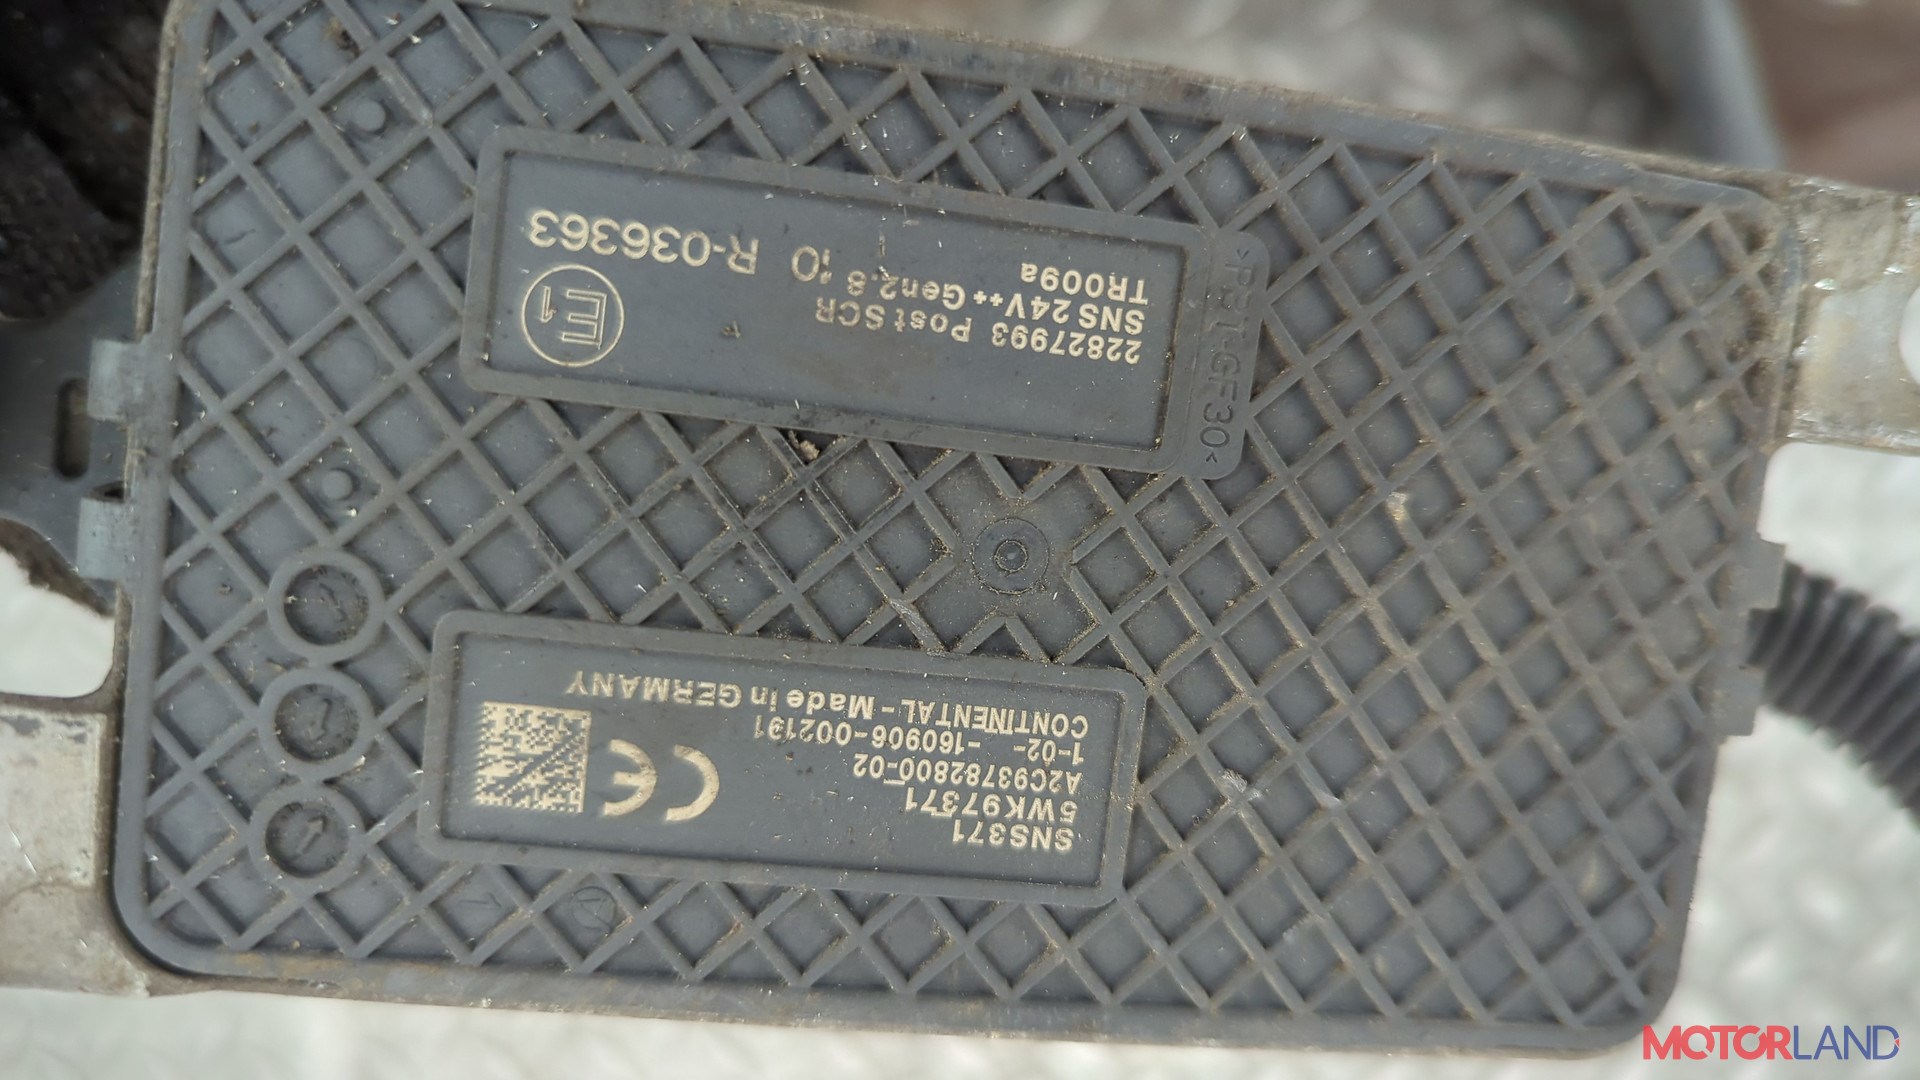 SNS371
5WK97371
A2C93782800-02
1-02- -160906-002191
CONTINENTAL - Made in GERMANY
CE
22827993 Post SCR
SNS 24V++ Gen2.8
TR009a
10 R-036363
E1
>PBT-GF30<
MOTORLAND